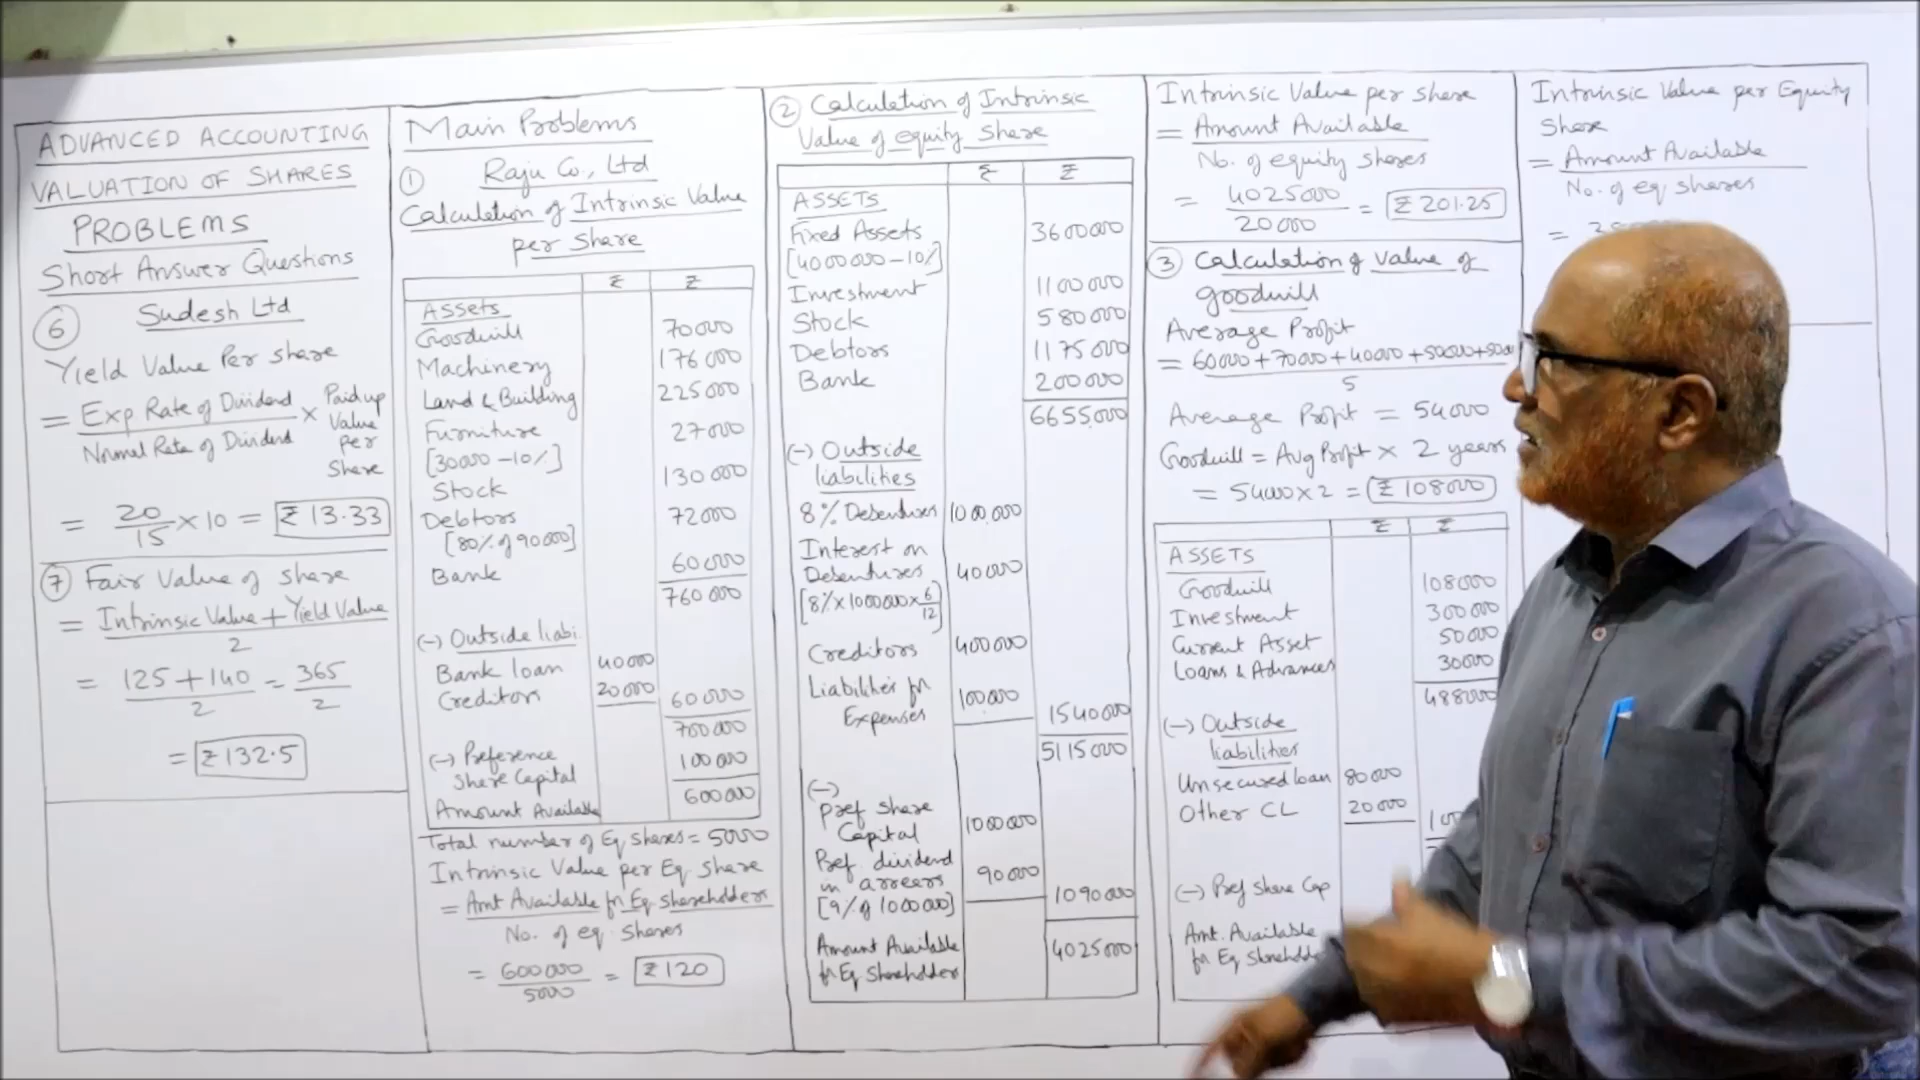 ADVANCED ACCOUNTING
VALUATION OF SHARES
PROBLEMS
Short Answer Questions
6 Sudesh Ltd
Yield Value Per share
= Exp Rate of Dividend / Normal Rate of Dividend × Paid up Value per share
= 20/15 × 10 = ₹ 13.33
7 Fair Value of share
= Intrinsic Value + Yield Value / 2
= 125 + 140 / 2 = 365 / 2
= ₹ 132.5
Main Problems
1 Raju Co., Ltd
Calculation of Intrinsic Value
per share
₹ ₹
Assets
Goodwill 70000
Machinery 176000
Land & Building 225000
Furniture 27000
[30000 – 10%]
Stock 130000
Debtors 72000
[80% of 90000]
Bank 60000
760000
(-) Outside liabi.
Bank loan 40000
Creditors 20000 60000
700000
(-) Preference 100000
share Capital
Amount Available 600000
Total number of Eq shares = 5000
Intrinsic Value per Eq share
= Amt Available for Eq shareholders
No. of eq. shares
= 600000 / 5000 = ₹ 120
2 Calculation of Intrinsic
Value of equity share
₹ ₹
ASSETS
Fixed Assets 3600000
[4000000 – 10%]
Investment 1100000
Stock 580000
Debtors 1175000
Bank 200000
6655000
(-) Outside
liabilities
8% Debentures 1000000
Interest on
Debentures 40000
[8% × 1000000 × 6/12]
Creditors 400000
Liabilities for 100000
Expenses 1540000
5115000
(-)
Pref share
Capital 1000000
Pref. dividend
in arrears 90000
[9% of 1000000] 1090000
Amount Available 4025000
for Eq shareholder
Intrinsic Value per share
= Amount Available
No. of equity shares
= 4025000 / 20000 = ₹ 201.25
3 Calculation of value of
goodwill
Average Profit
= 60000 + 70000 + 40000 + 50000 +
5
Average Profit = 54000
Goodwill = Avg Profit × 2 years
= 54000 × 2 = ₹ 108000
₹ ₹
ASSETS
Goodwill 108000
Investment 300000
Current Asset 50000
Loans & Advances 30000
488000
(-) Outside
liabilities
Unsecured loan 80000
Other CL 20000
(-) Pref share Cap
Amt. Available
for Eq
Intrinsic Value per Equity
Share
= Amount Available
No. of eq shares
=